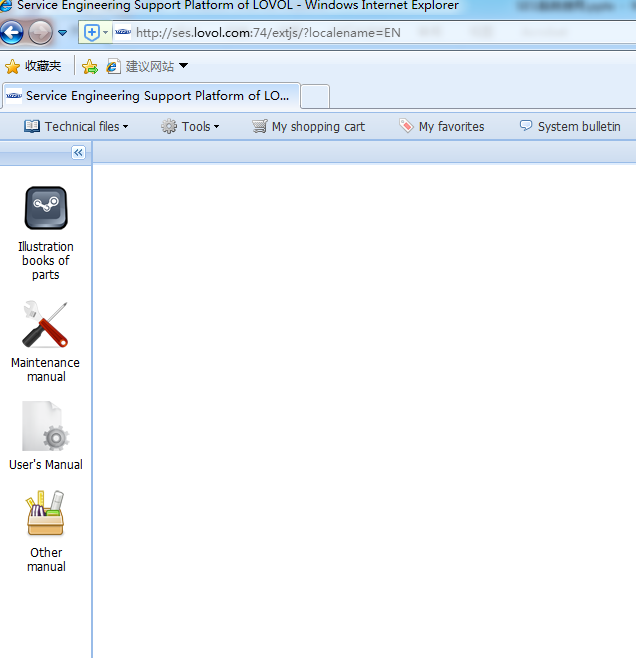 Service Engineering Support Platform of LOVOL - Windows Internet Explorer
http://ses.lovol.com:74/extjs/?localename=EN
收藏夹
建议网站
Service Engineering Support Platform of LO...
Technical files
Tools
My shopping cart
My favorites
System bulletin
Illustration
books of
parts
Maintenance
manual
User's Manual
Other
manual